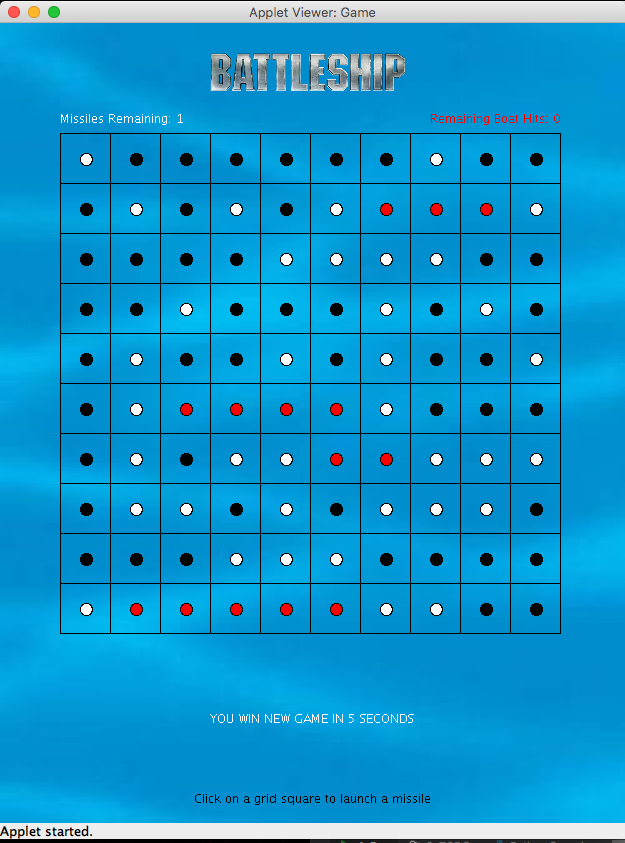 Applet Viewer: Game
BATTLESHIP
Missiles Remaining: 1
Remaining Boat Hits: 0
YOU WIN NEW GAME IN 5 SECONDS
Click on a grid square to launch a missile
Applet started.